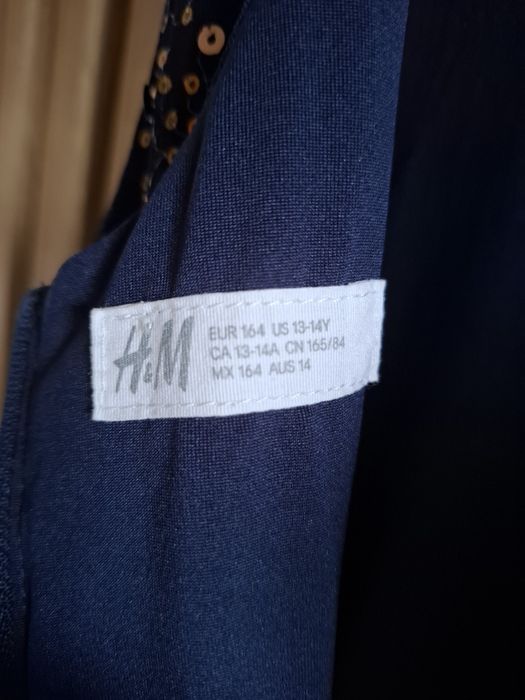 H&M
EUR 164 US 13-14Y
CA 13-14A CN 165/84
MX 164 AUS 14